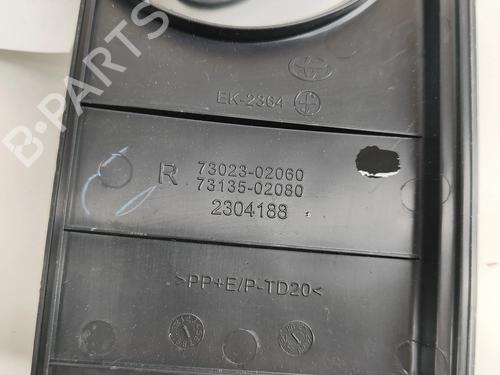 B-PARTS
EK-2364
R 73023-02060
73135-02080
2304188
>PP+E/P-TD20<